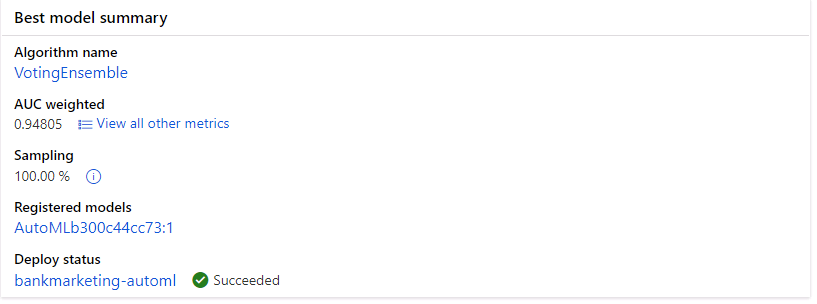 Best model summary
Algorithm name
VotingEnsemble
AUC weighted
0.94805 View all other metrics
Sampling
100.00 %
Registered models
AutoMLb300c44cc73:1
Deploy status
bankmarketing-automl Succeeded